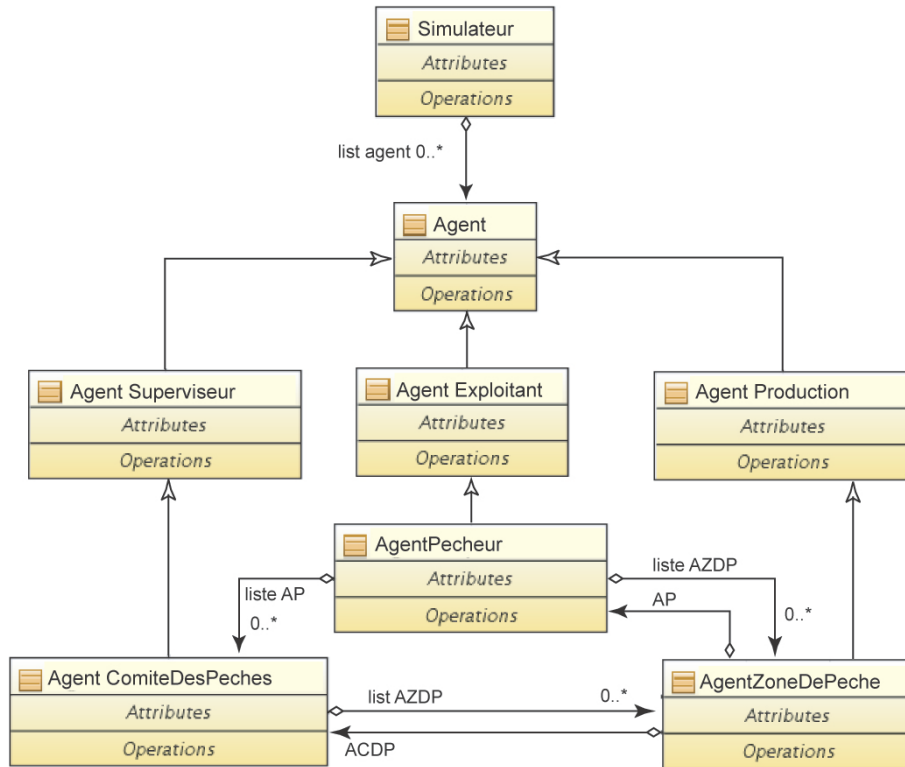 Simulateur
Attributes
Operations
list agent 0..*
Agent
Attributes
Operations
Agent Superviseur
Attributes
Operations
Agent Exploitant
Attributes
Operations
Agent Production
Attributes
Operations
AgentPecheur
Attributes
Operations
liste AP
0..*
liste AZDP
AP
0..*
Agent ComiteDesPeches
Attributes
Operations
list AZDP
0..*
ACDP
AgentZoneDePeche
Attributes
Operations